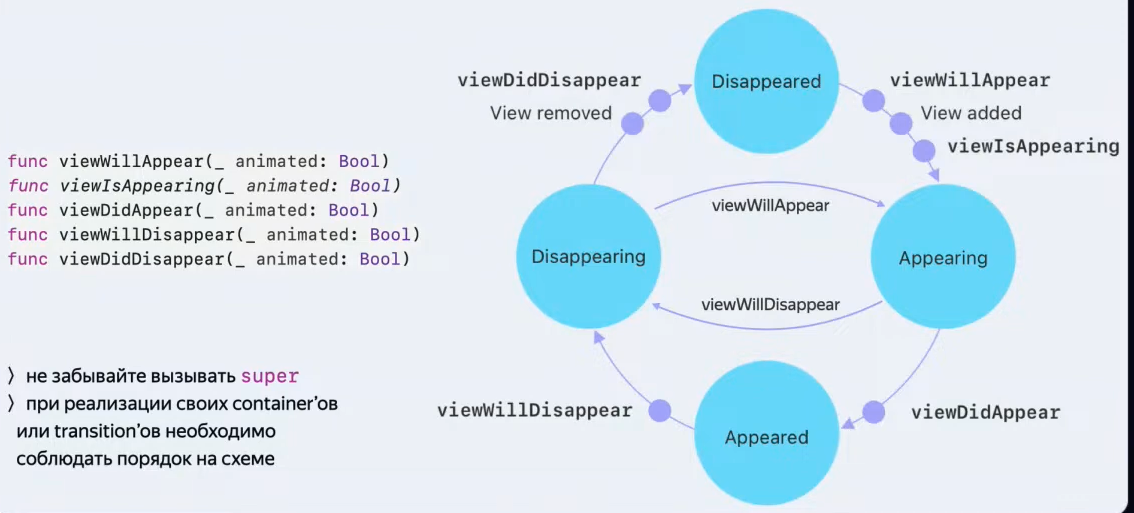 func viewWillAppear(_ animated: Bool)
func viewIsAppearing(_ animated: Bool)
func viewDidAppear(_ animated: Bool)
func viewWillDisappear(_ animated: Bool)
func viewDidDisappear(_ animated: Bool)
〉не забывайте вызывать super
〉при реализации своих container’ов
или transition’ов необходимо
соблюдать порядок на схеме
viewDidDisappear
View removed
Disappeared
viewWillAppear
View added
viewIsAppearing
viewWillAppear
Disappearing
Appearing
viewWillDisappear
viewWillDisappear
Appeared
viewDidAppear